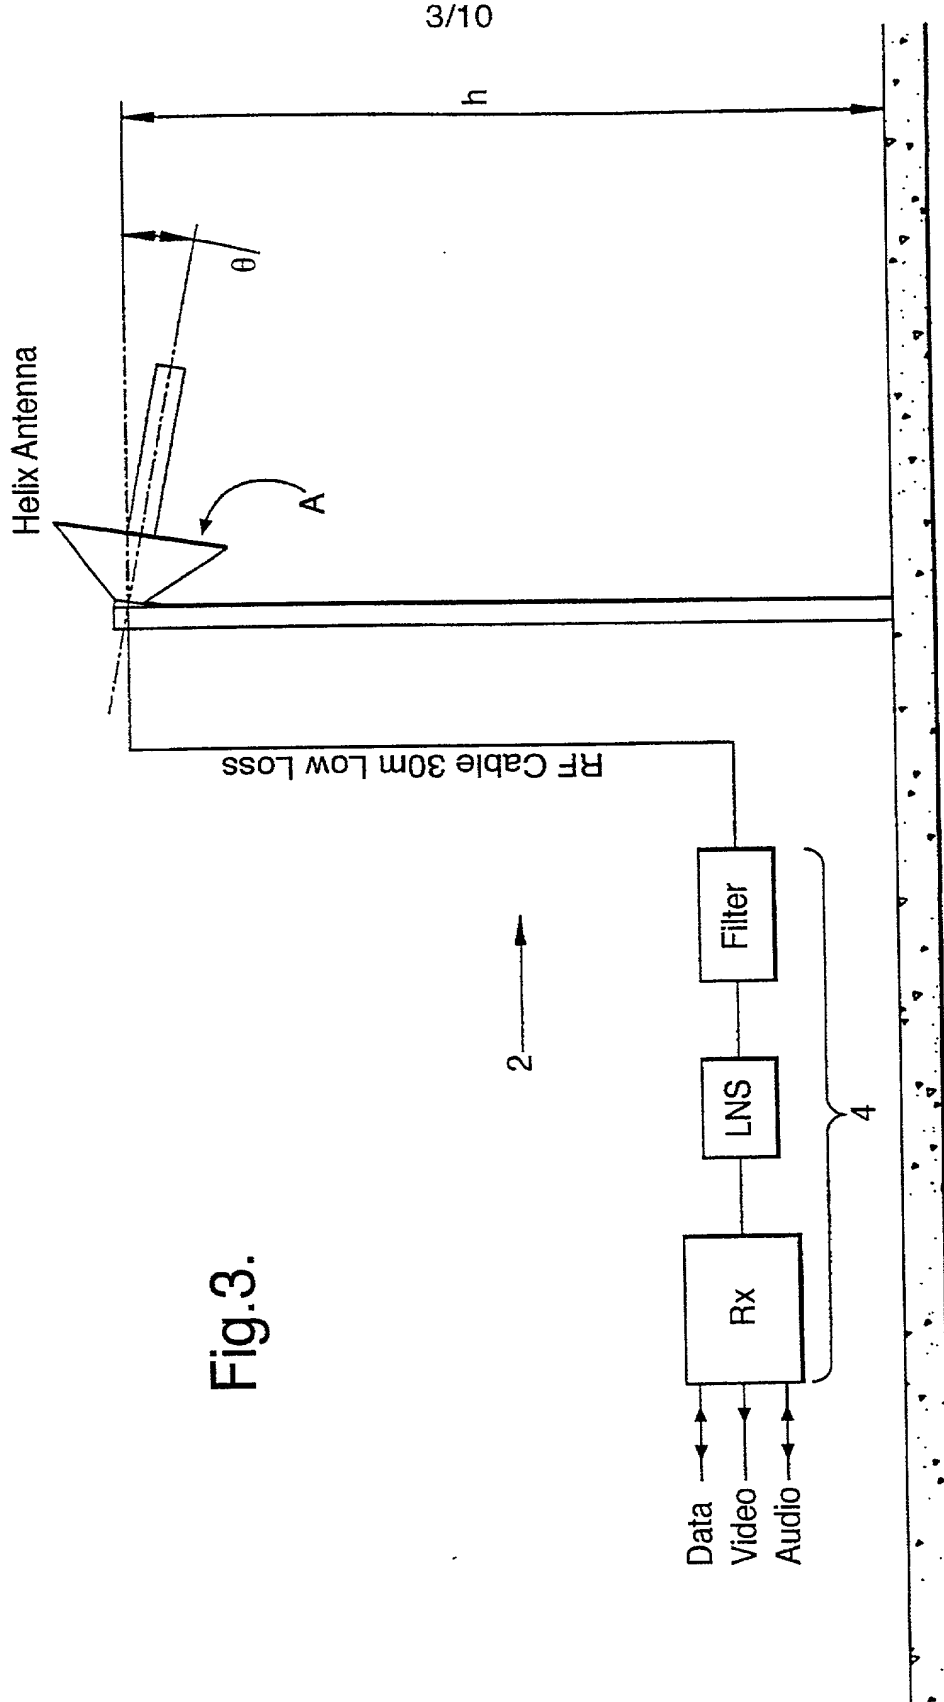 3/10
Helix Antenna
h
θ
A
RF Cable 30m Low Loss
2
Filter
LNS
Rx
4
Data
Video
Audio
Fig.3.